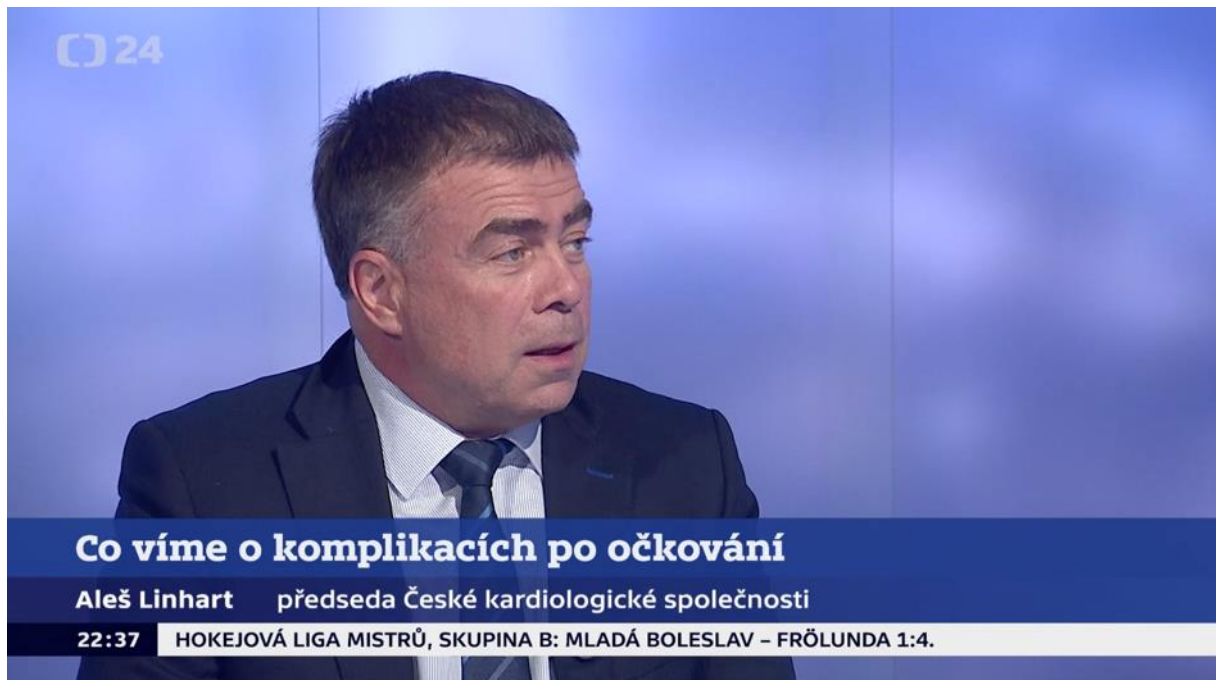 24
Co víme o komplikacích po očkování
Aleš Linhart předseda České kardiologické společnosti
22:37 HOKEJOVÁ LIGA MISTRŮ, SKUPINA B: MLADÁ BOLESLAV – FRÖLUNDA 1:4.